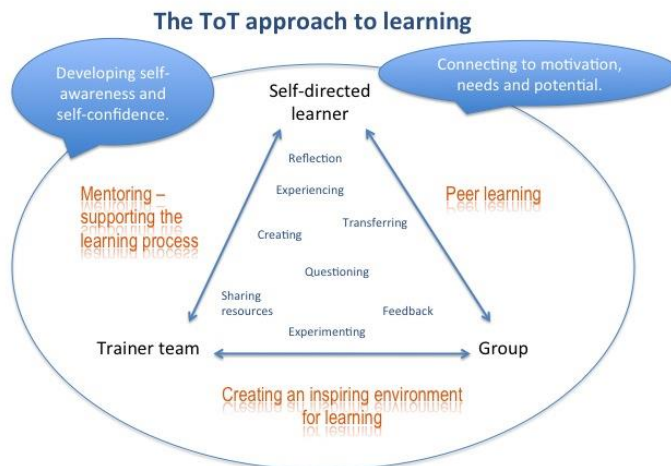 The ToT approach to learning
Developing self-
awareness and
self-confidence.
Connecting to motivation,
needs and potential.
Self-directed
learner
Reflection
Experiencing
Mentoring –
supporting the
learning process
Peer learning
Transferring
Creating
Questioning
Sharing
resources
Feedback
Experimenting
Trainer team
Group
Creating an inspiring environment
for learning